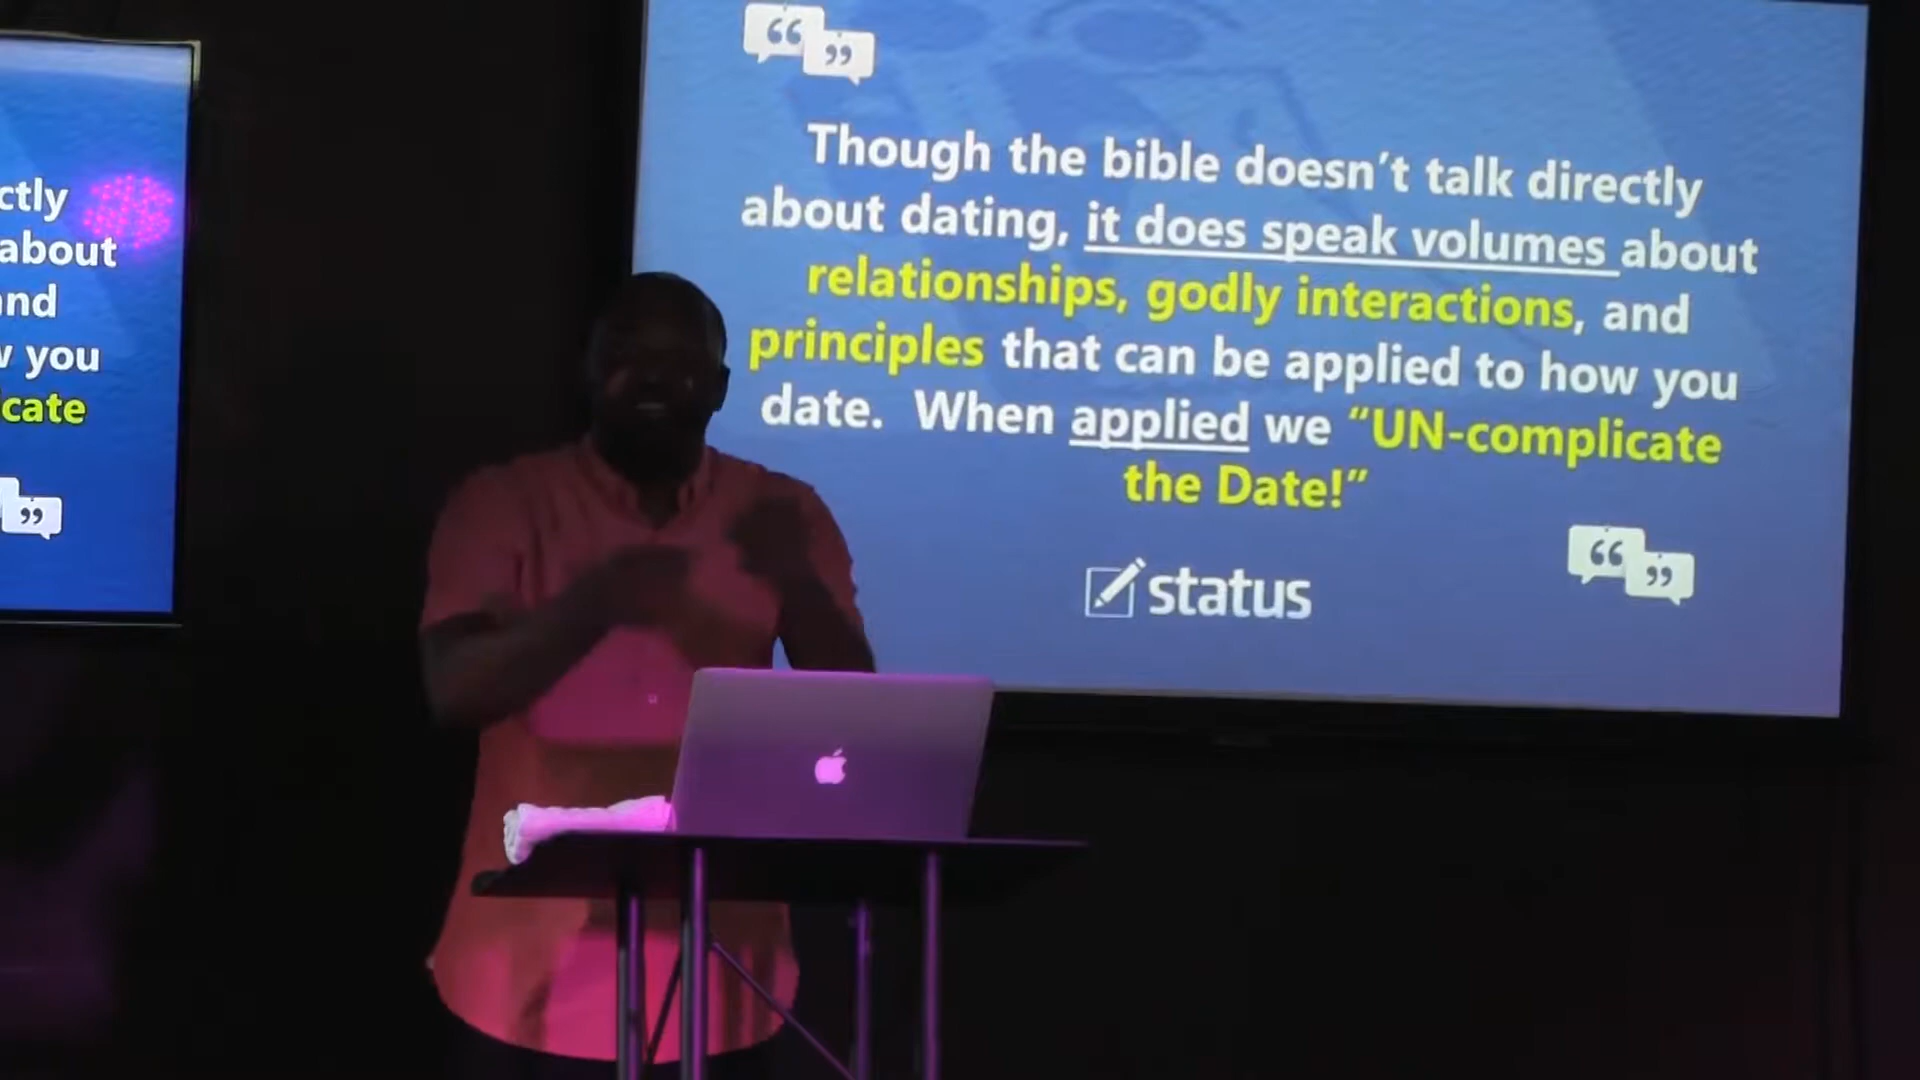 ctly
about
and
w you
cate
”
“ ”
Though the bible doesn’t talk directly
about dating, it does speak volumes about
relationships, godly interactions, and
principles that can be applied to how you
date. When applied we “UN-complicate
the Date!”
status
“ ”